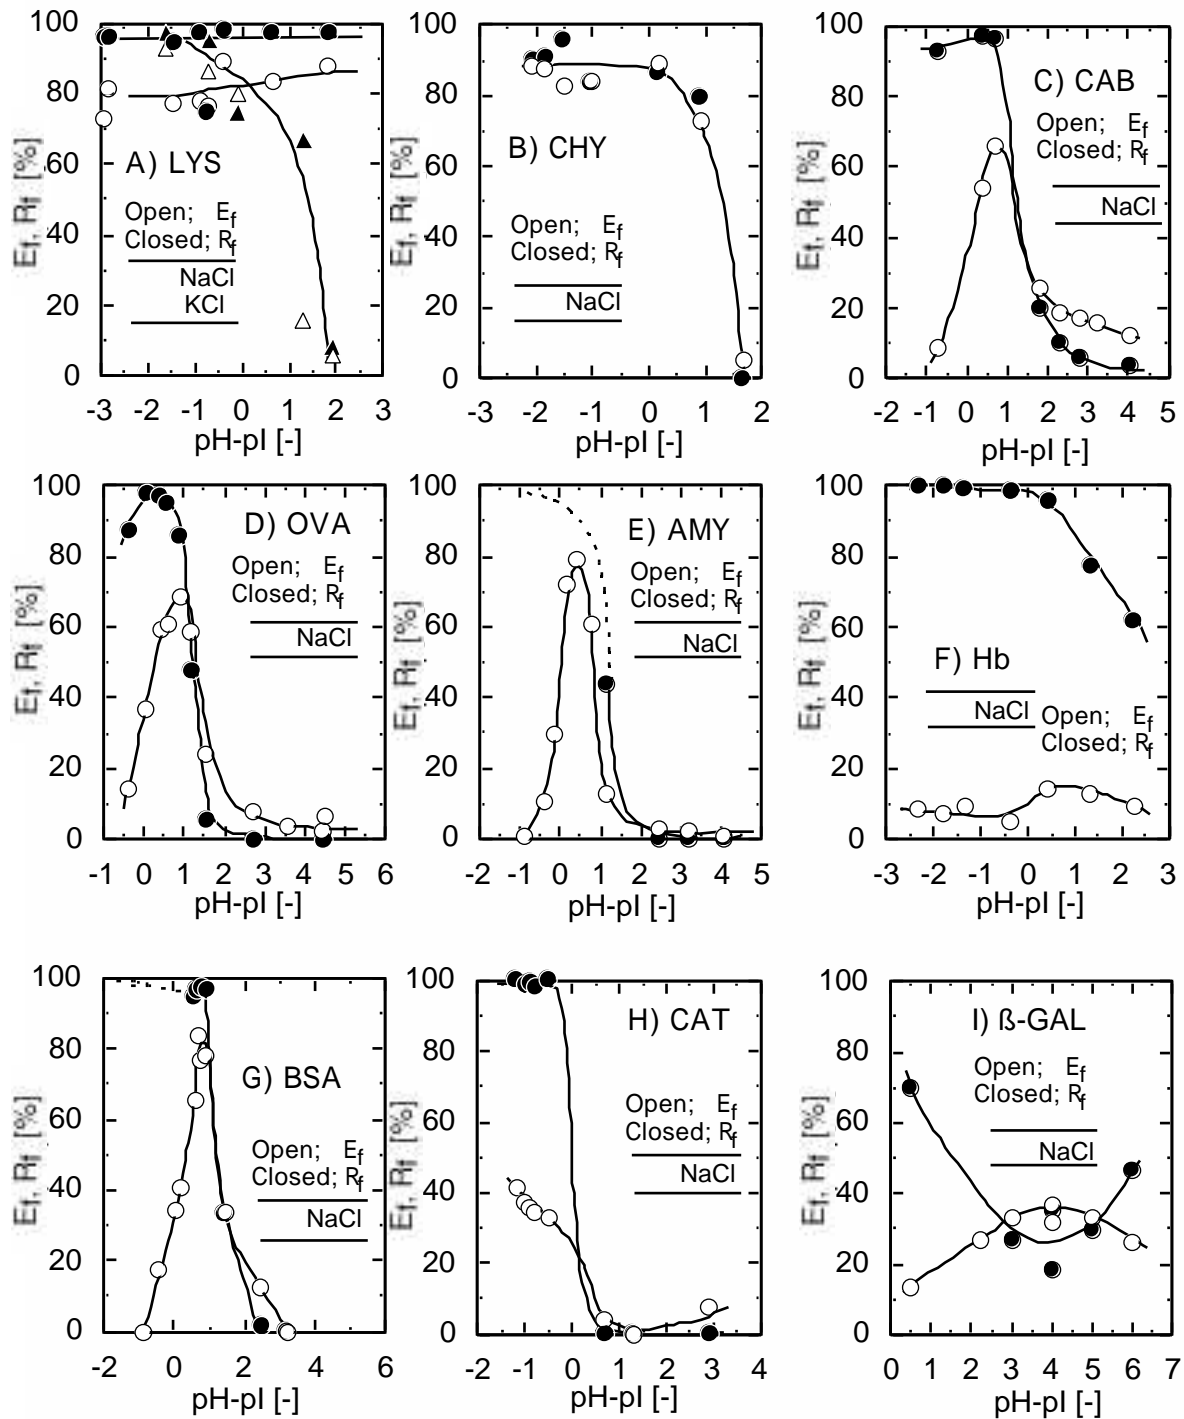 100
80
60
40
20
0
Ef, Rf [%]
A) LYS
Open; Ef
Closed; Rf
NaCl
KCl
-3 -2 -1 0 1 2 3
pH-pI [-]
100
80
60
40
20
0
Ef, Rf [%]
B) CHY
Open; Ef
Closed; Rf
NaCl
-3 -2 -1 0 1 2
pH-pI [-]
100
80
60
40
20
0
Ef, Rf [%]
C) CAB
Open; Ef
Closed; Rf
NaCl
-2 -1 0 1 2 3 4 5
pH-pI [-]
100
80
60
40
20
0
Ef, Rf [%]
D) OVA
Open; Ef
Closed; Rf
NaCl
-1 0 1 2 3 4 5 6
pH-pI [-]
100
80
60
40
20
0
Ef, Rf [%]
E) AMY
Open; Ef
Closed; Rf
NaCl
-2 -1 0 1 2 3 4 5
pH-pI [-]
100
80
60
40
20
0
Ef, Rf [%]
F) Hb
NaCl
Open; Ef
Closed; Rf
-3 -2 -1 0 1 2 3
pH-pI [-]
100
80
60
40
20
0
Ef, Rf [%]
G) BSA
Open; Ef
Closed; Rf
NaCl
-2 0 2 4 6
pH-pI [-]
100
80
60
40
20
0
Ef, Rf [%]
H) CAT
Open; Ef
Closed; Rf
NaCl
-2 -1 0 1 2 3 4
pH-pI [-]
100
80
60
40
20
0
Ef, Rf [%]
I) ß-GAL
Open; Ef
Closed; Rf
NaCl
0 1 2 3 4 5 6 7
pH-pI [-]